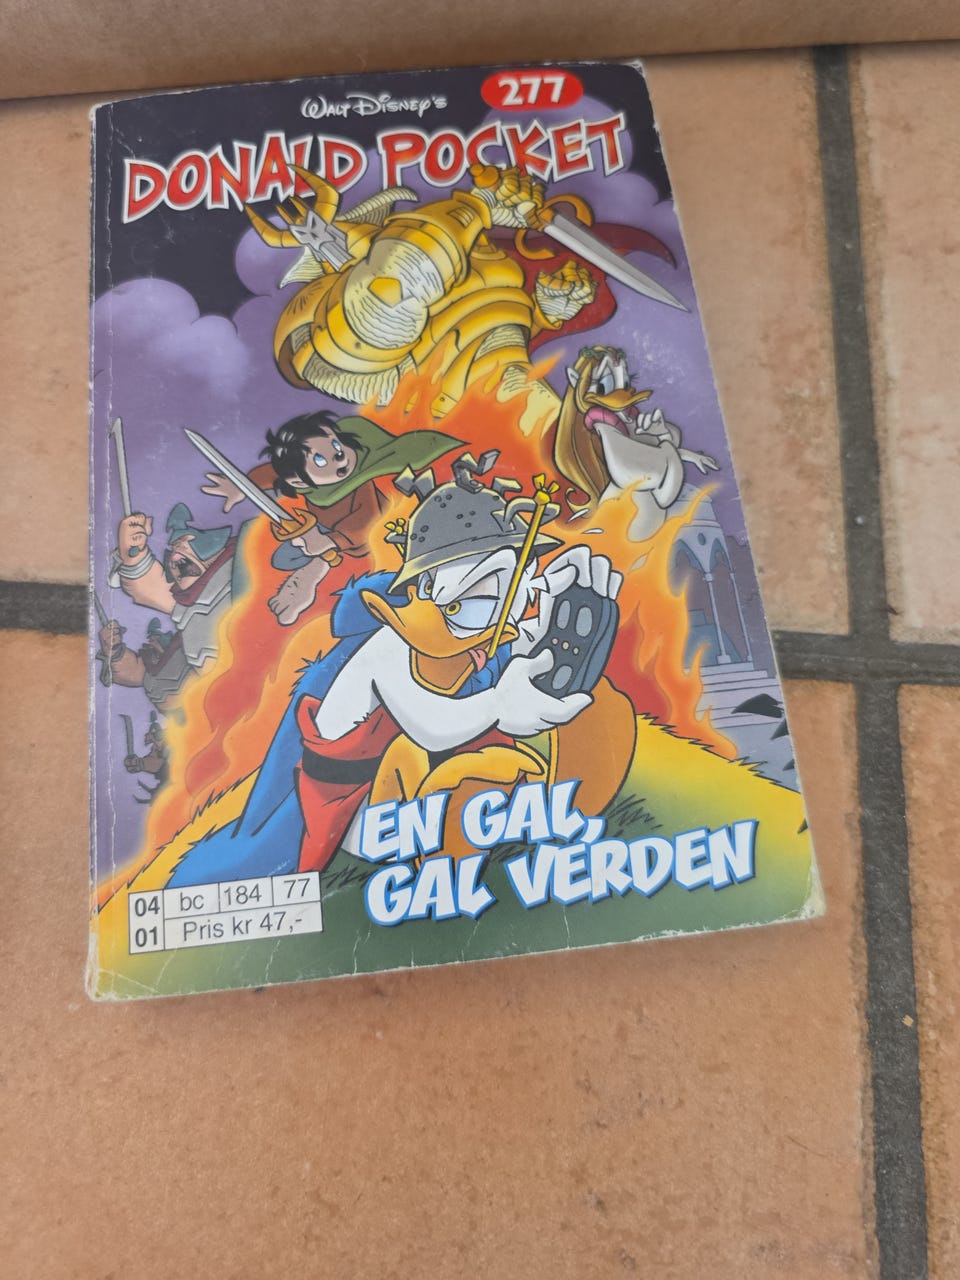 WALT DISNEY'S
277
DONALD POCKET
EN GAL,
GAL VERDEN
04 bc 184 77
01 Pris kr 47,-